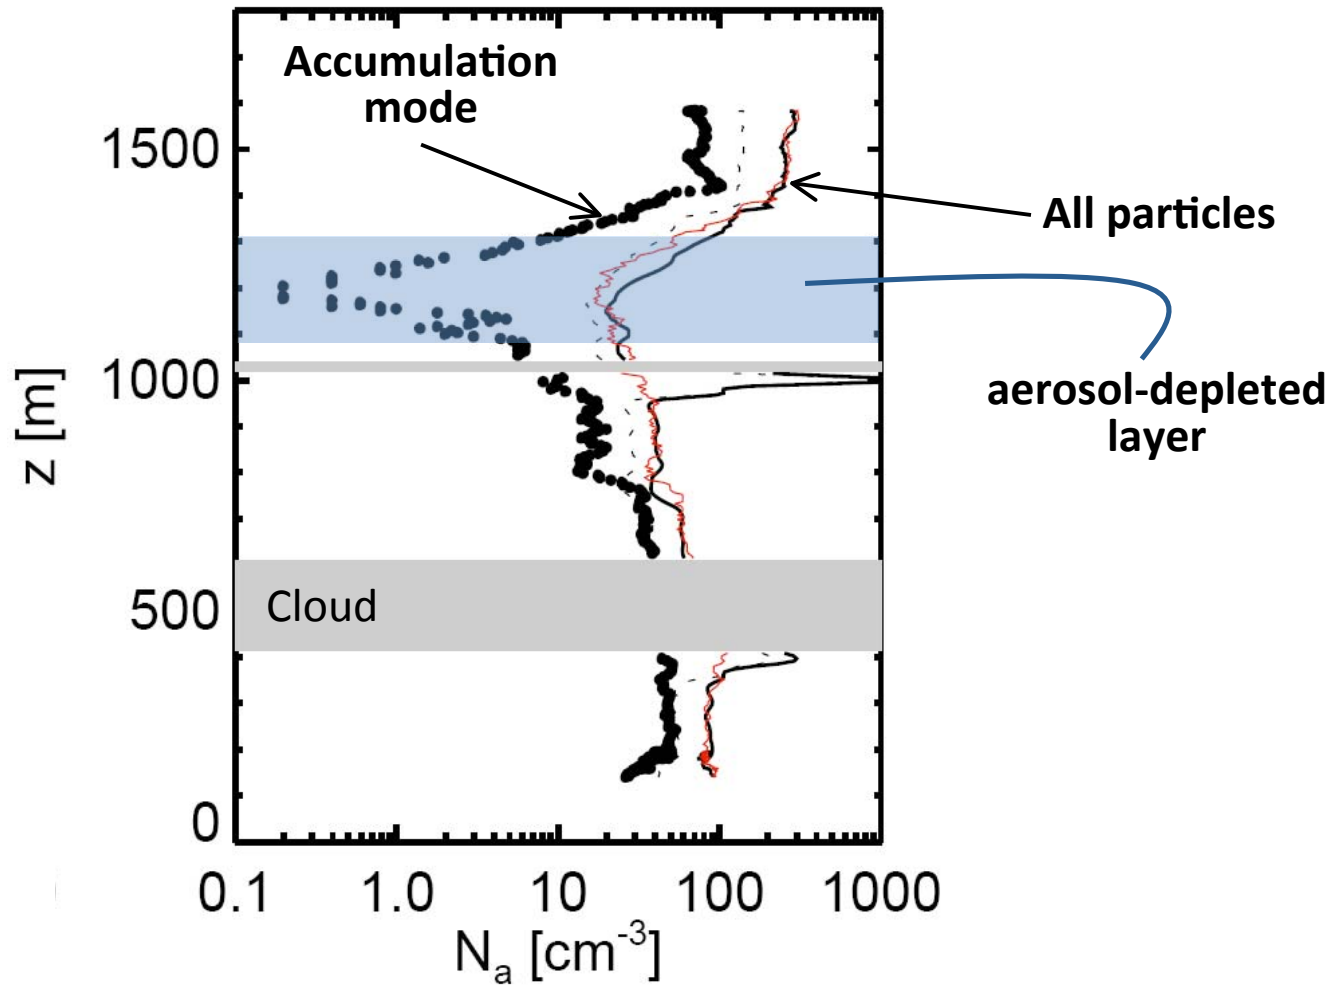 Accumulation
mode
1500
All particles
1000
aerosol-depleted
layer
z [m]
500
Cloud
0
0.1 1.0 10 100 1000
Nₐ [cm⁻³]